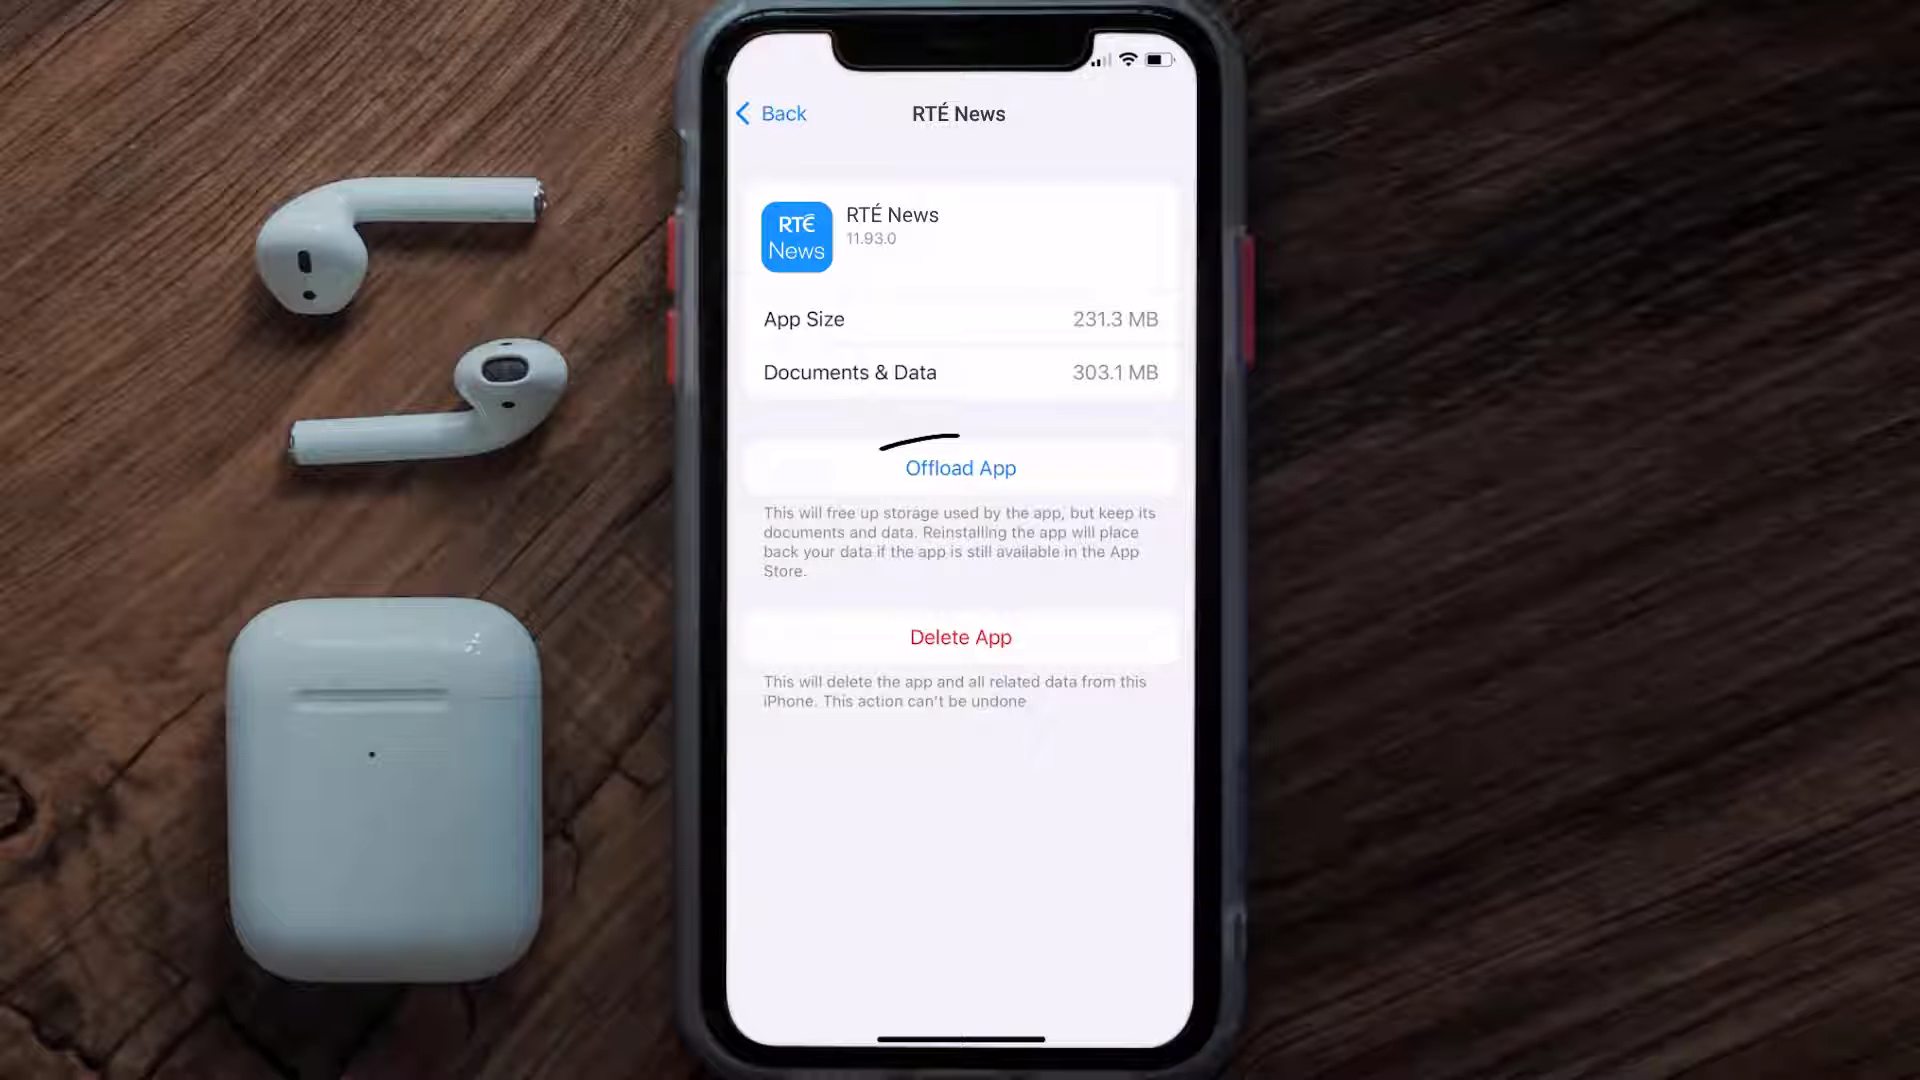 Back
RTÉ News
RTÉ
News
RTÉ News
11.93.0
App Size
231.3 MB
Documents & Data
303.1 MB
Offload App
This will free up storage used by the app, but keep its
documents and data. Reinstalling the app will place
back your data if the app is still available in the App
Store.
Delete App
This will delete the app and all related data from this
iPhone. This action can't be undone